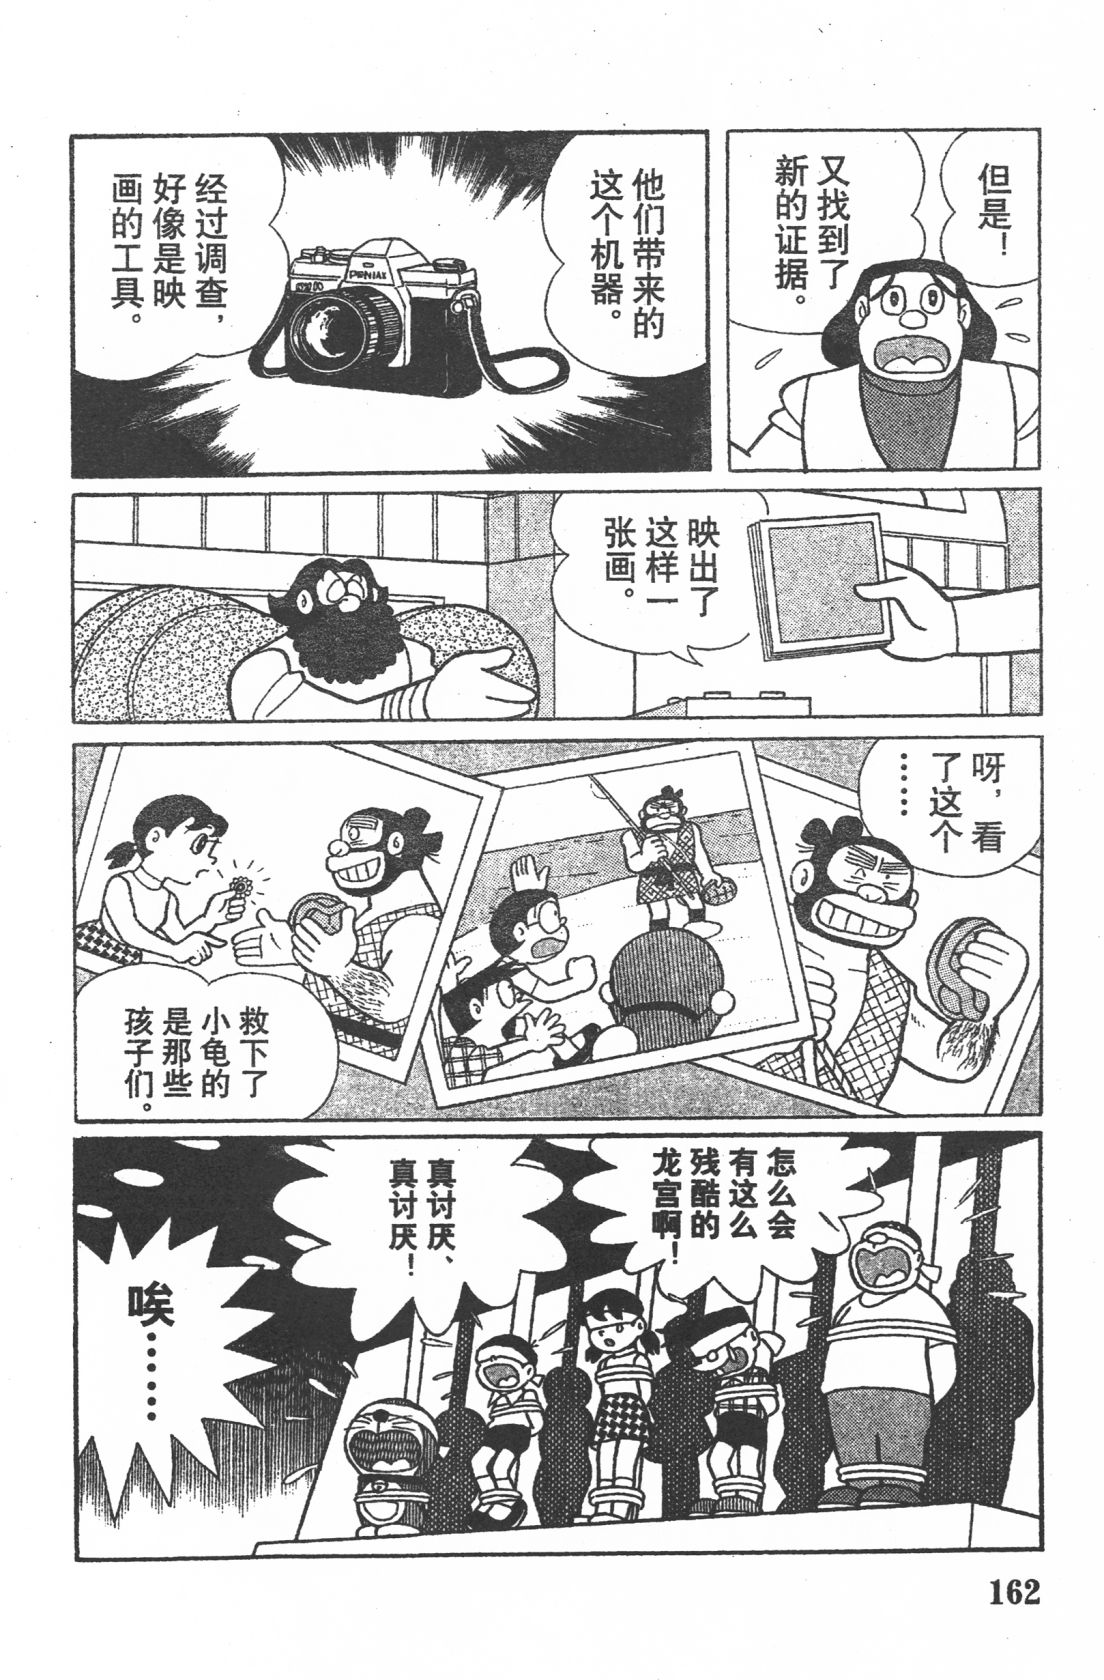 但是！
又找到了
新的证据。
他们带来的
这个机器。
PENIAX
经过调查，
好像是映
画的工具。
映出了
这样一
张画。
呀，看
了这个
……
救下了
小龟的
是那些
孩子们。
怎么会
有这么
残酷的
龙宫啊！
真讨厌、
真讨厌！
唉……
162